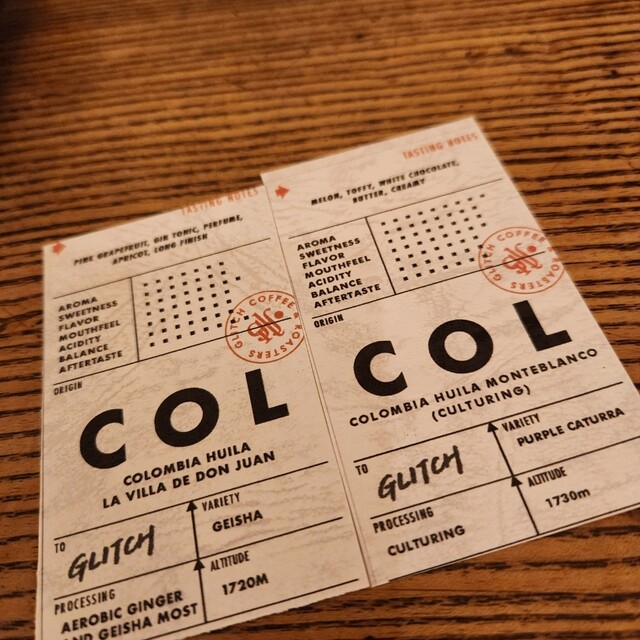 TASTING NOTES
PINK GRAPEFRUIT, GIN TONIC, PERFUME,
APRICOT, LONG FINISH
AROMA
SWEETNESS
FLAVOR
MOUTHFEEL
ACIDITY
BALANCE
AFTERTASTE
GLITCH COFFEE ROASTERS
ORIGIN
COL
COLOMBIA HUILA
LA VILLA DE DON JUAN
TO
GLITCH
VARIETY
GEISHA
PROCESSING
AEROBIC GINGER
AND GEISHA MOST
ALTITUDE
1720M
TASTING NOTES
MELON, TOFFY, WHITE CHOCOLATE,
BUTTER, CREAMY
AROMA
SWEETNESS
FLAVOR
MOUTHFEEL
ACIDITY
BALANCE
AFTERTASTE
GLITCH COFFEE ROASTERS
ORIGIN
COL
COLOMBIA HUILA MONTEBLANCO
(CULTURING)
TO
GLITCH
VARIETY
PURPLE CATURRA
PROCESSING
CULTURING
ALTITUDE
1730m